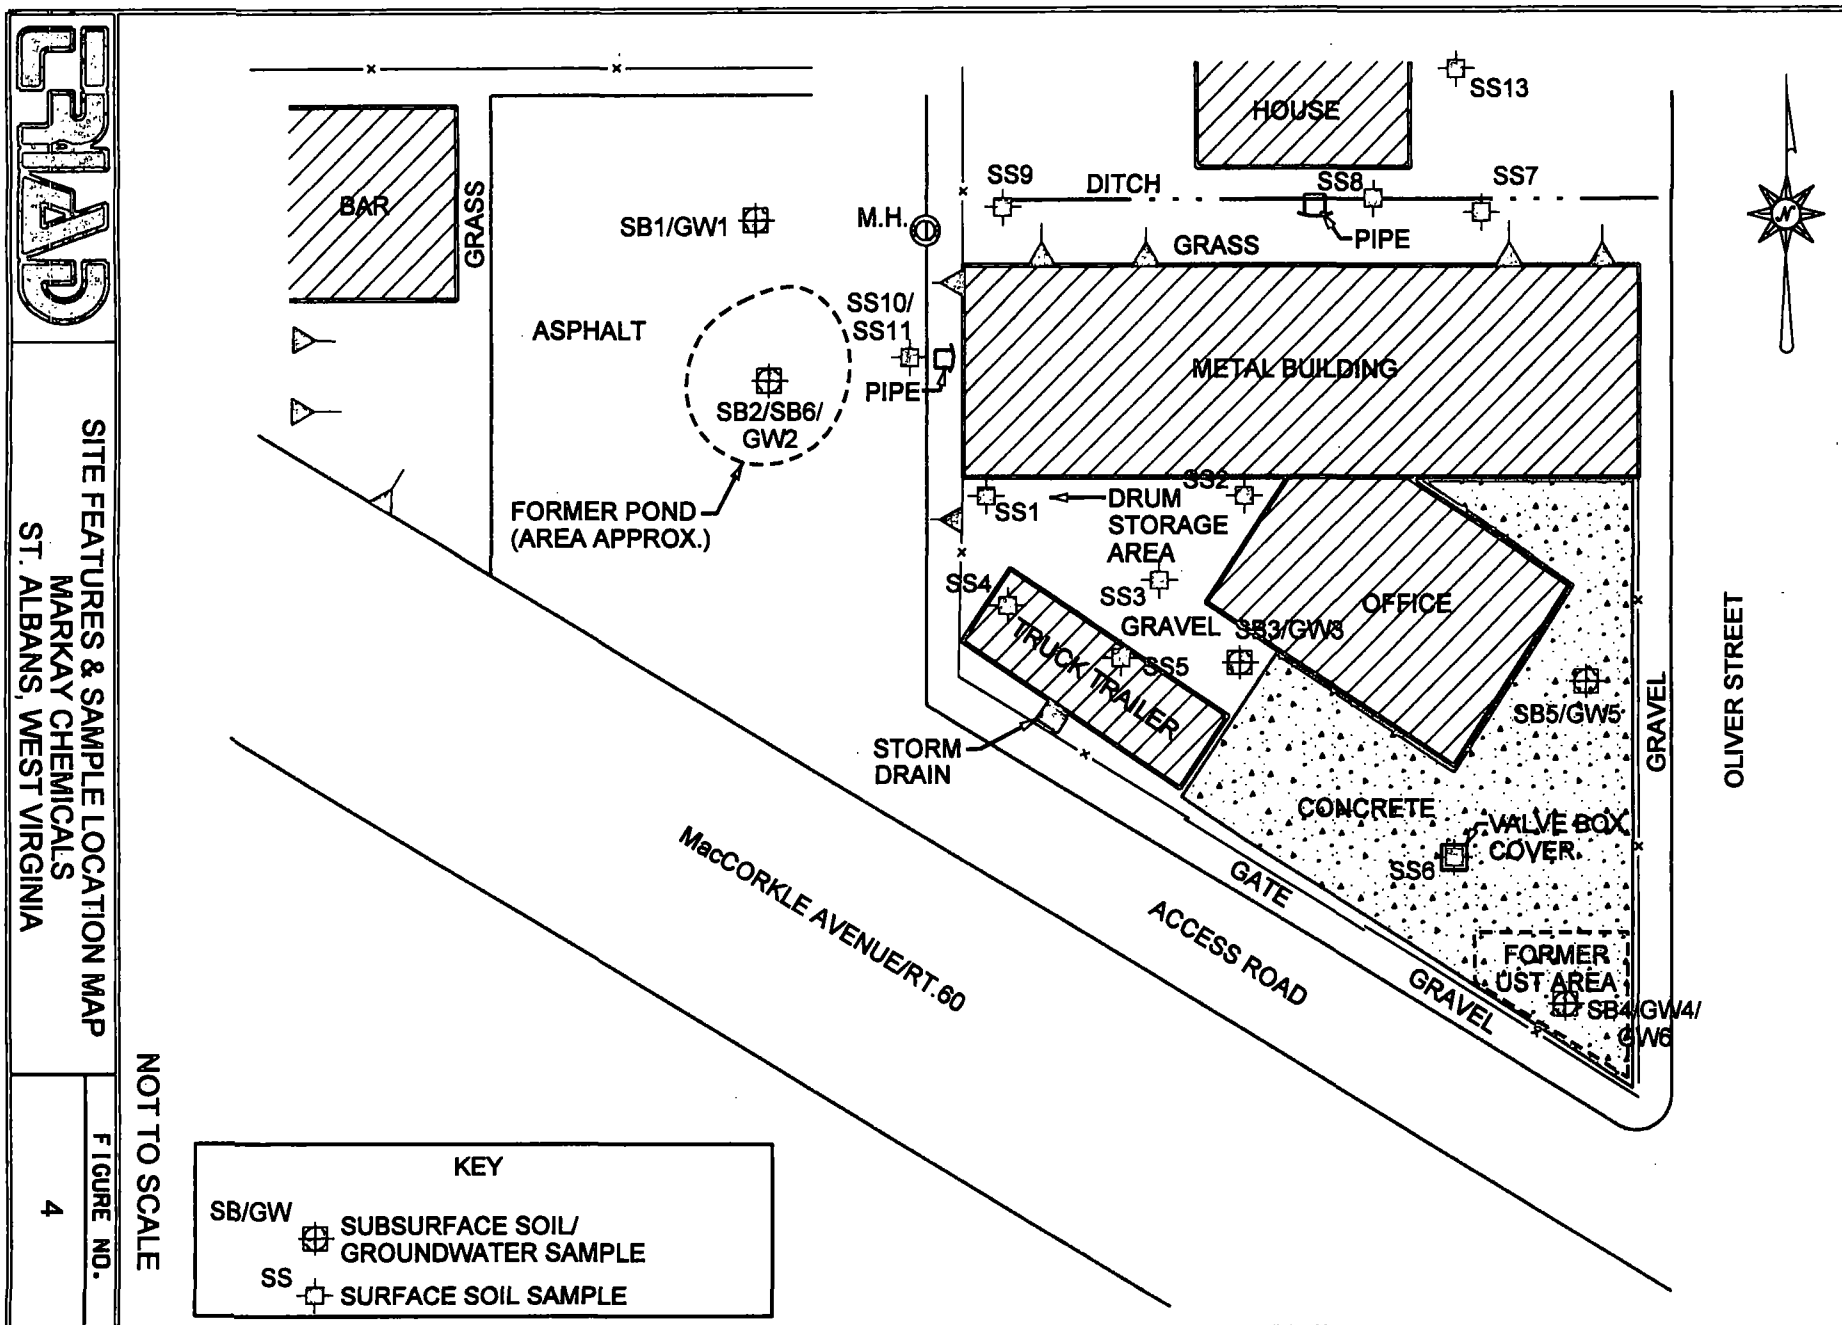 TRIAD
SITE FEATURES & SAMPLE LOCATION MAP
MARKAY CHEMICALS
ST. ALBANS, WEST VIRGINIA
FIGURE NO.
4
NOT TO SCALE
HOUSE
SS13
BAR
GRASS
SB1/GW1
M.H.
SS9
DITCH
SS8
SS7
PIPE
GRASS
ASPHALT
SS10/
SS11
PIPE
METAL BUILDING
SB2/SB6/
GW2
FORMER POND
(AREA APPROX.)
SS1
DRUM
STORAGE
AREA
SS2
SS4
SS3
GRAVEL
SB3/GW3
OFFICE
TRUCK TRAILER
SS5
STORM
DRAIN
SB5/GW5
GRAVEL
OLIVER STREET
CONCRETE
VALVE BOX
COVER
SS6
GATE
MacCORKLE AVENUE/RT.60
ACCESS ROAD
GRAVEL
FORMER
UST AREA
SB4/GW4/
GW6
N
KEY
SB/GW
SUBSURFACE SOIL/
GROUNDWATER SAMPLE
SS
SURFACE SOIL SAMPLE